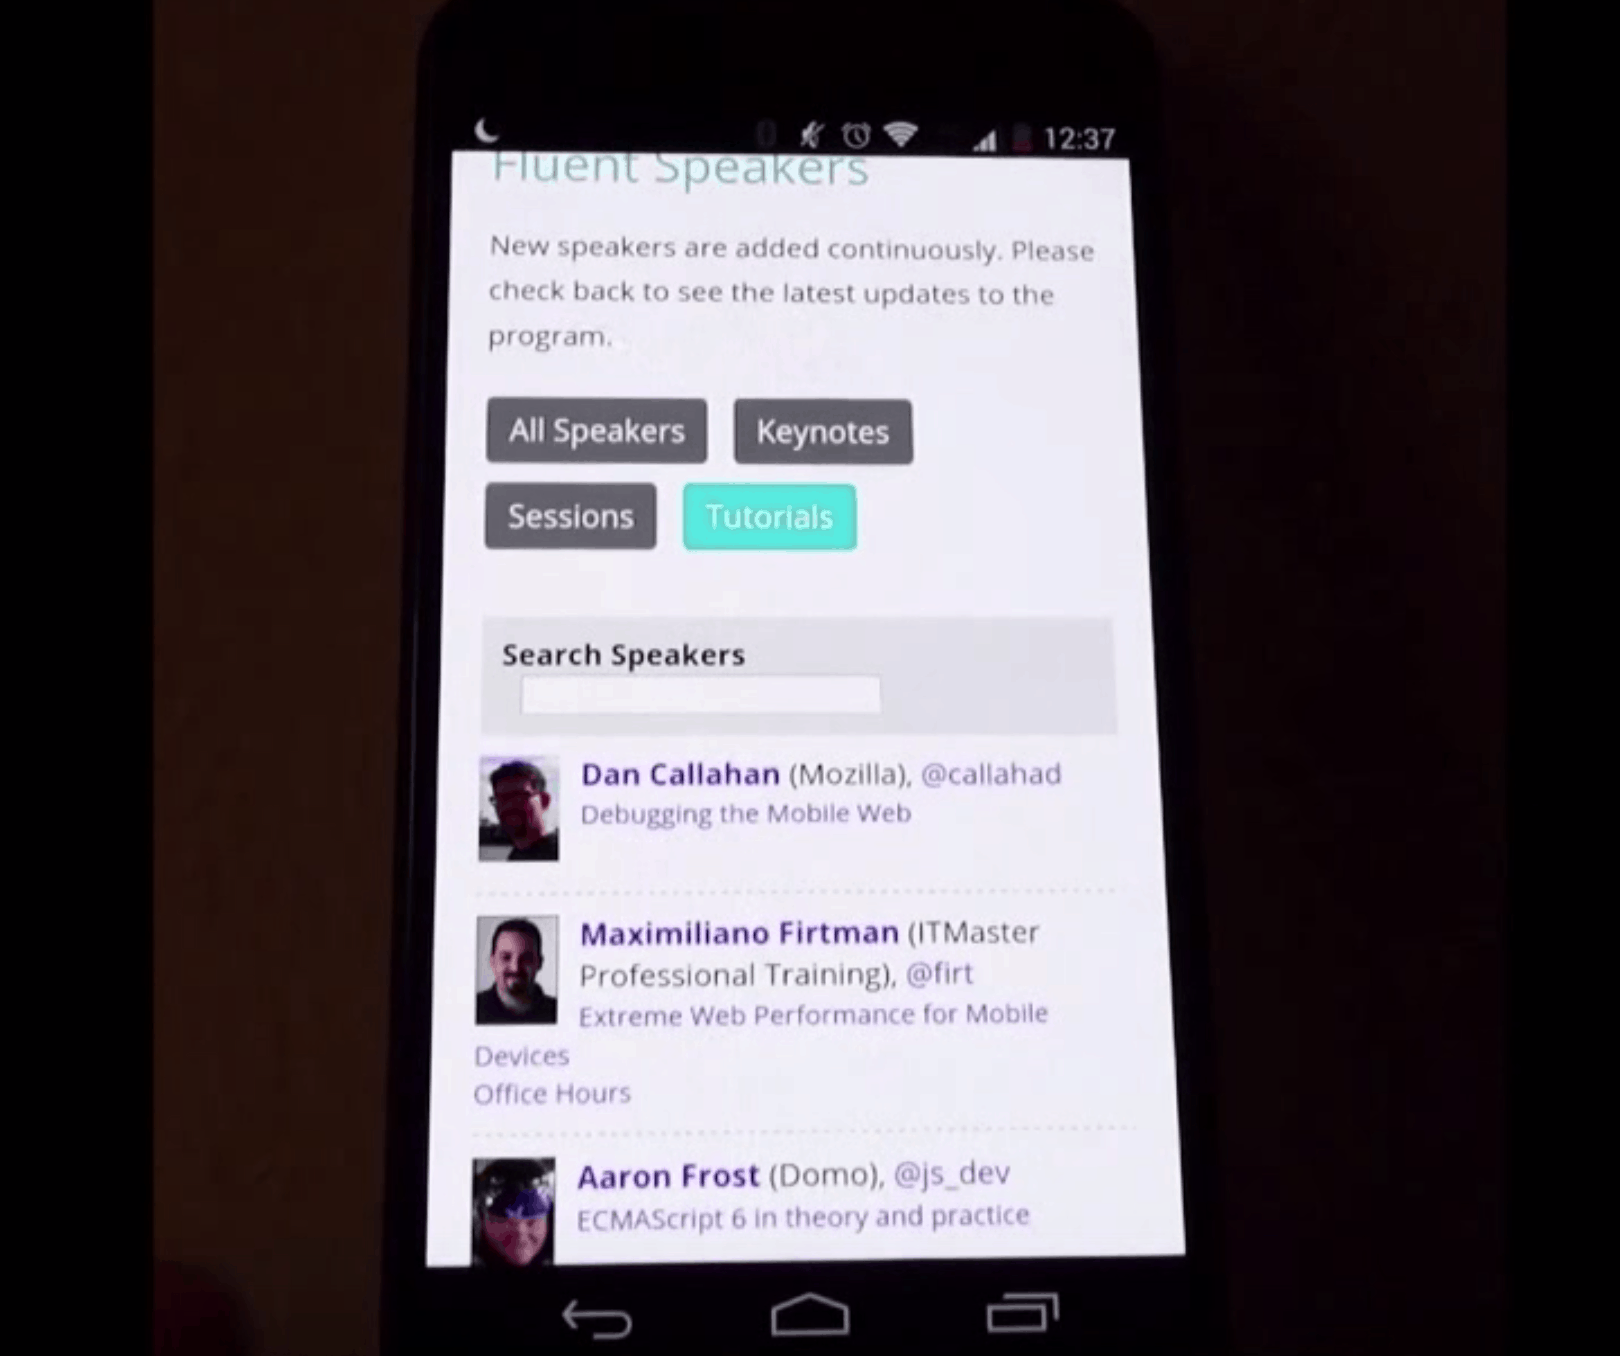 12:37
Fluent Speakers
New speakers are added continuously. Please
check back to see the latest updates to the
program.
All Speakers
Keynotes
Sessions
Tutorials
Search Speakers
Dan Callahan (Mozilla), @callahad
Debugging the Mobile Web
Maximiliano Firtman (ITMaster
Professional Training), @firt
Extreme Web Performance for Mobile
Devices
Office Hours
Aaron Frost (Domo), @js_dev
ECMAScript 6 in theory and practice